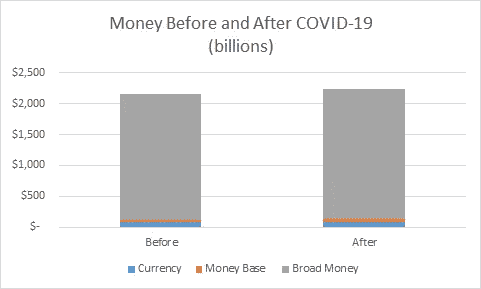 Money Before and After COVID-19
(billions)
$2,500
$2,000
$1,500
$1,000
$500
$-
Before After
Currency Money Base Broad Money